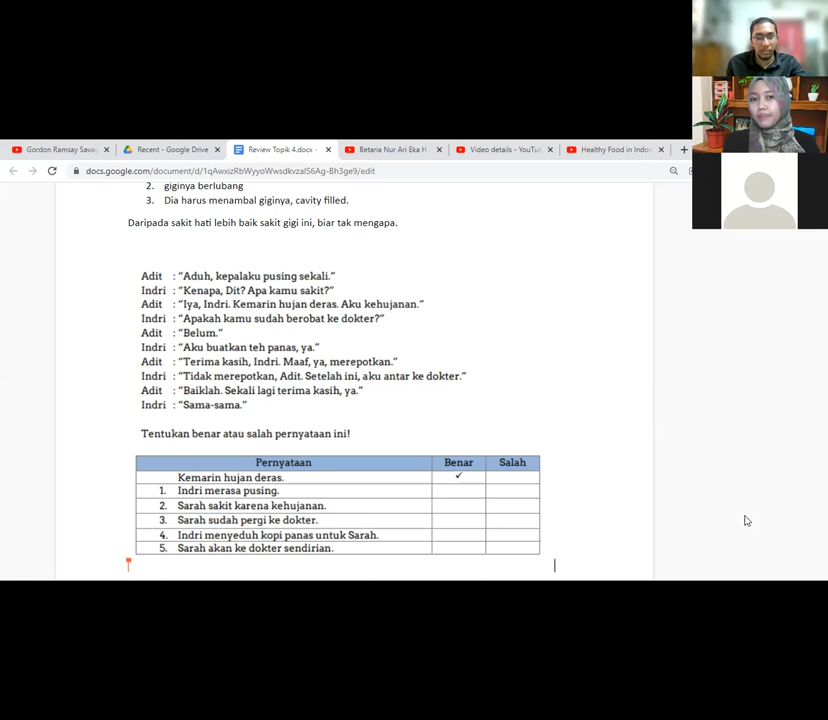 Gordon Ramsay Savag
Recent - Google Drive
Review Topik 4.docx -
Betaria Nur Ari Eka H
Video details - YouTu
Healthy Food in Indon
docs.google.com/document/d/1qAwxizRbWyyoWwsdkvzalS6Ag-Bh3ge9/edit
2. giginya berlubang
3. Dia harus menambal giginya, cavity filled.
Daripada sakit hati lebih baik sakit gigi ini, biar tak mengapa.
Adit : “Aduh, kepalaku pusing sekali.”
Indri : “Kenapa, Dit? Apa kamu sakit?”
Adit : “Iya, Indri. Kemarin hujan deras. Aku kehujanan.”
Indri : “Apakah kamu sudah berobat ke dokter?”
Adit : “Belum.”
Indri : “Aku buatkan teh panas, ya.”
Adit : “Terima kasih, Indri. Maaf, ya, merepotkan.”
Indri : “Tidak merepotkan, Adit. Setelah ini, aku antar ke dokter.”
Adit : “Baiklah. Sekali lagi terima kasih, ya.”
Indri : “Sama-sama.”
Tentukan benar atau salah pernyataan ini!
Pernyataan Benar Salah
Kemarin hujan deras. ✓
1. Indri merasa pusing.
2. Sarah sakit karena kehujanan.
3. Sarah sudah pergi ke dokter.
4. Indri menyeduh kopi panas untuk Sarah.
5. Sarah akan ke dokter sendirian.